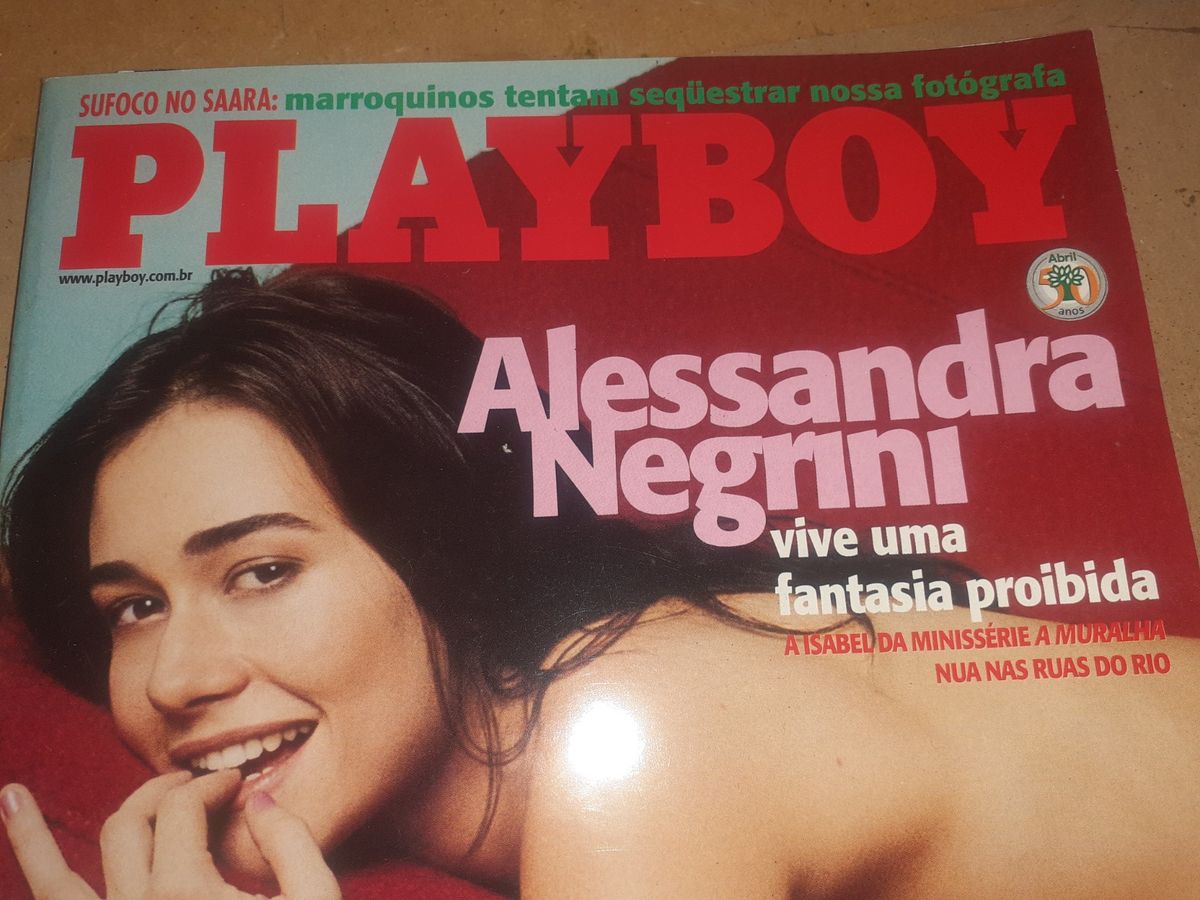 SUFOCO NO SAARA: marroquinos tentam seqüestrar nossa fotógrafa
PLAYBOY
www.playboy.com.br
Abril
50
anos
Alessandra
Negrini
vive uma
fantasia proibida
A ISABEL DA MINISSÉRIE A MURALHA
NUA NAS RUAS DO RIO